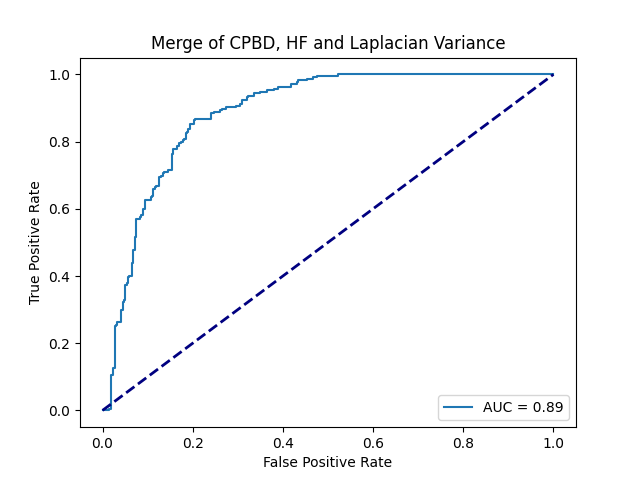 Merge of CPBD, HF and Laplacian Variance
True Positive Rate
1.0
0.8
0.6
0.4
0.2
0.0
AUC = 0.89
0.0 0.2 0.4 0.6 0.8 1.0
False Positive Rate